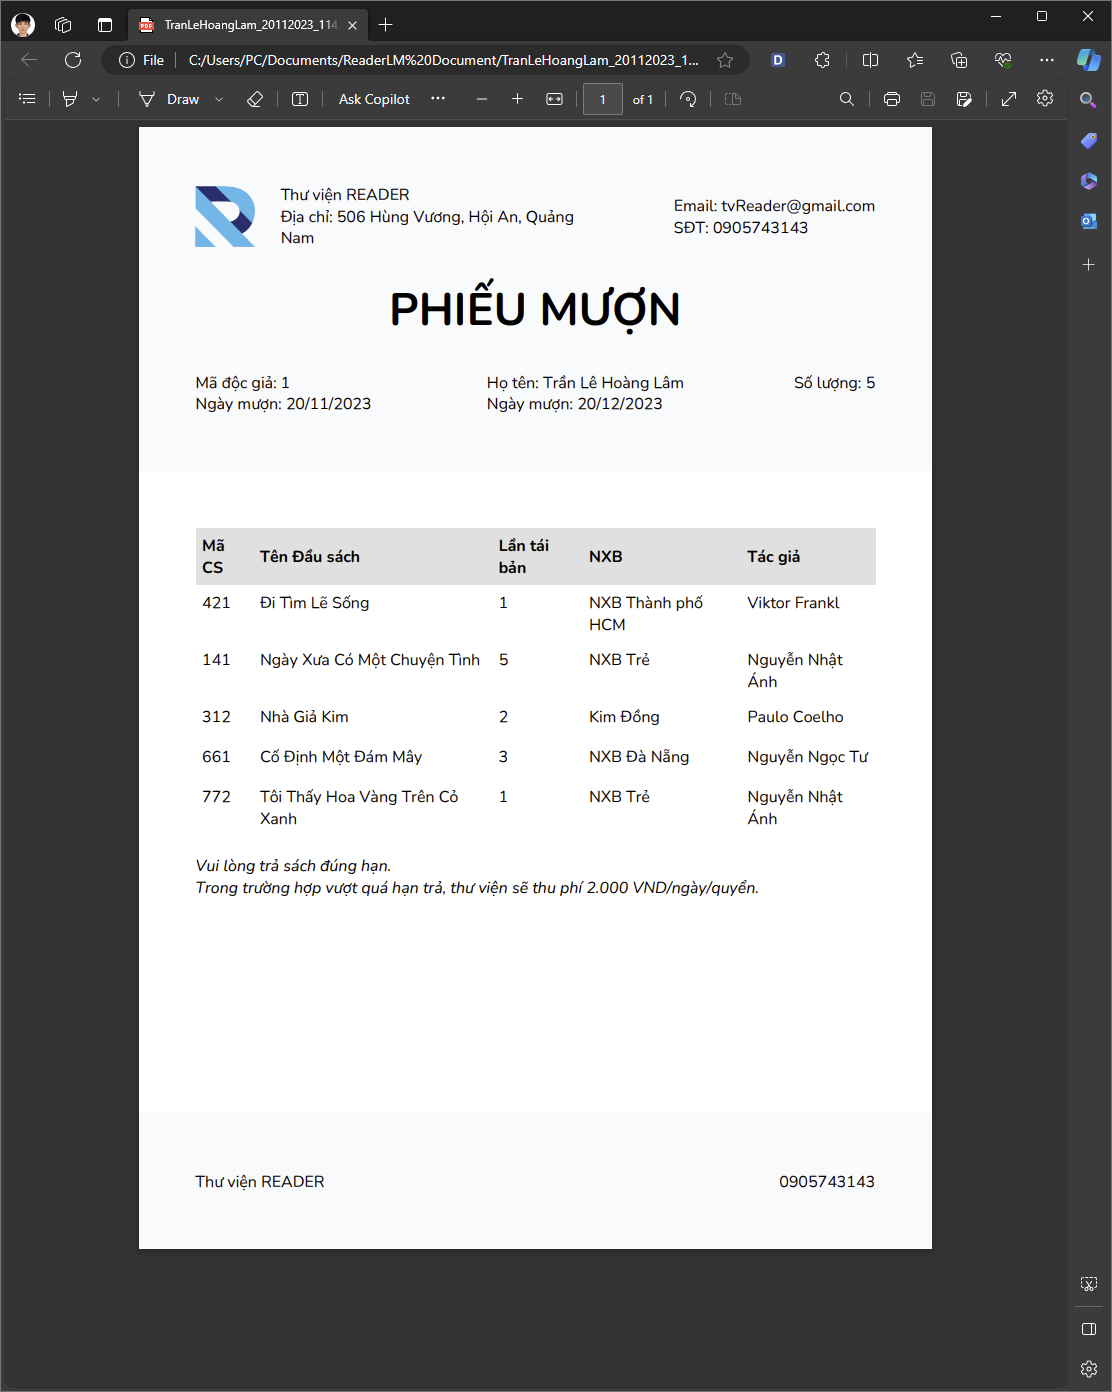 TranLeHoangLam_20112023_114
File
C:/Users/PC/Documents/ReaderLM%20Document/TranLeHoangLam_20112023_1...
D
Draw
Ask Copilot
1
of 1
Thư viện READER
Địa chỉ: 506 Hùng Vương, Hội An, Quảng
Nam
Email: tvReader@gmail.com
SĐT: 0905743143
PHIẾU MƯỢN
Mã độc giả: 1
Ngày mượn: 20/11/2023
Họ tên: Trần Lê Hoàng Lâm
Ngày mượn: 20/12/2023
Số lượng: 5
Mã CS Tên Đầu sách Lần tái bản NXB Tác giả
421 Đi Tìm Lẽ Sống 1 NXB Thành phố HCM Viktor Frankl
141 Ngày Xưa Có Một Chuyện Tình 5 NXB Trẻ Nguyễn Nhật Ánh
312 Nhà Giả Kim 2 Kim Đồng Paulo Coelho
661 Cố Định Một Đám Mây 3 NXB Đà Nẵng Nguyễn Ngọc Tư
772 Tôi Thấy Hoa Vàng Trên Cỏ Xanh 1 NXB Trẻ Nguyễn Nhật Ánh
Vui lòng trả sách đúng hạn.
Trong trường hợp vượt quá hạn trả, thư viện sẽ thu phí 2.000 VND/ngày/quyển.
Thư viện READER
0905743143